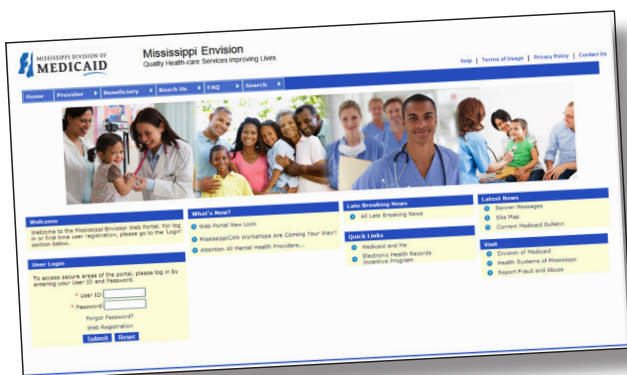 MISSISSIPPI DIVISION OF
MEDICAID
Mississippi Envision
Quality Health-care Services Improving Lives
Help | Terms of Usage | Privacy Policy | Contact Us
Home Provider Beneficiary Reach Us FAQ Search
Welcome
Welcome to the Mississippi Envision Web Portal. For log
in or first time user registration, please go to the 'Login'
section below.
User Login
To access secure areas of the portal, please log in by
entering your User ID and Password.
* User ID:
* Password:
Forgot Password?
Web Registration
Submit Reset
What's New?
Web Portal New Look
MississippiCAN Workshops Are Coming Your Way!!
Attention All Mental Health Providers...
Late Breaking News
All Late Breaking News
Quick Links
Medicaid and Me
Electronic Health Records
Incentive Program
Latest News
Banner Messages
Site Map
Current Medicaid Bulletin
Visit
Division of Medicaid
Health Systems of Mississippi
Report Fraud and Abuse